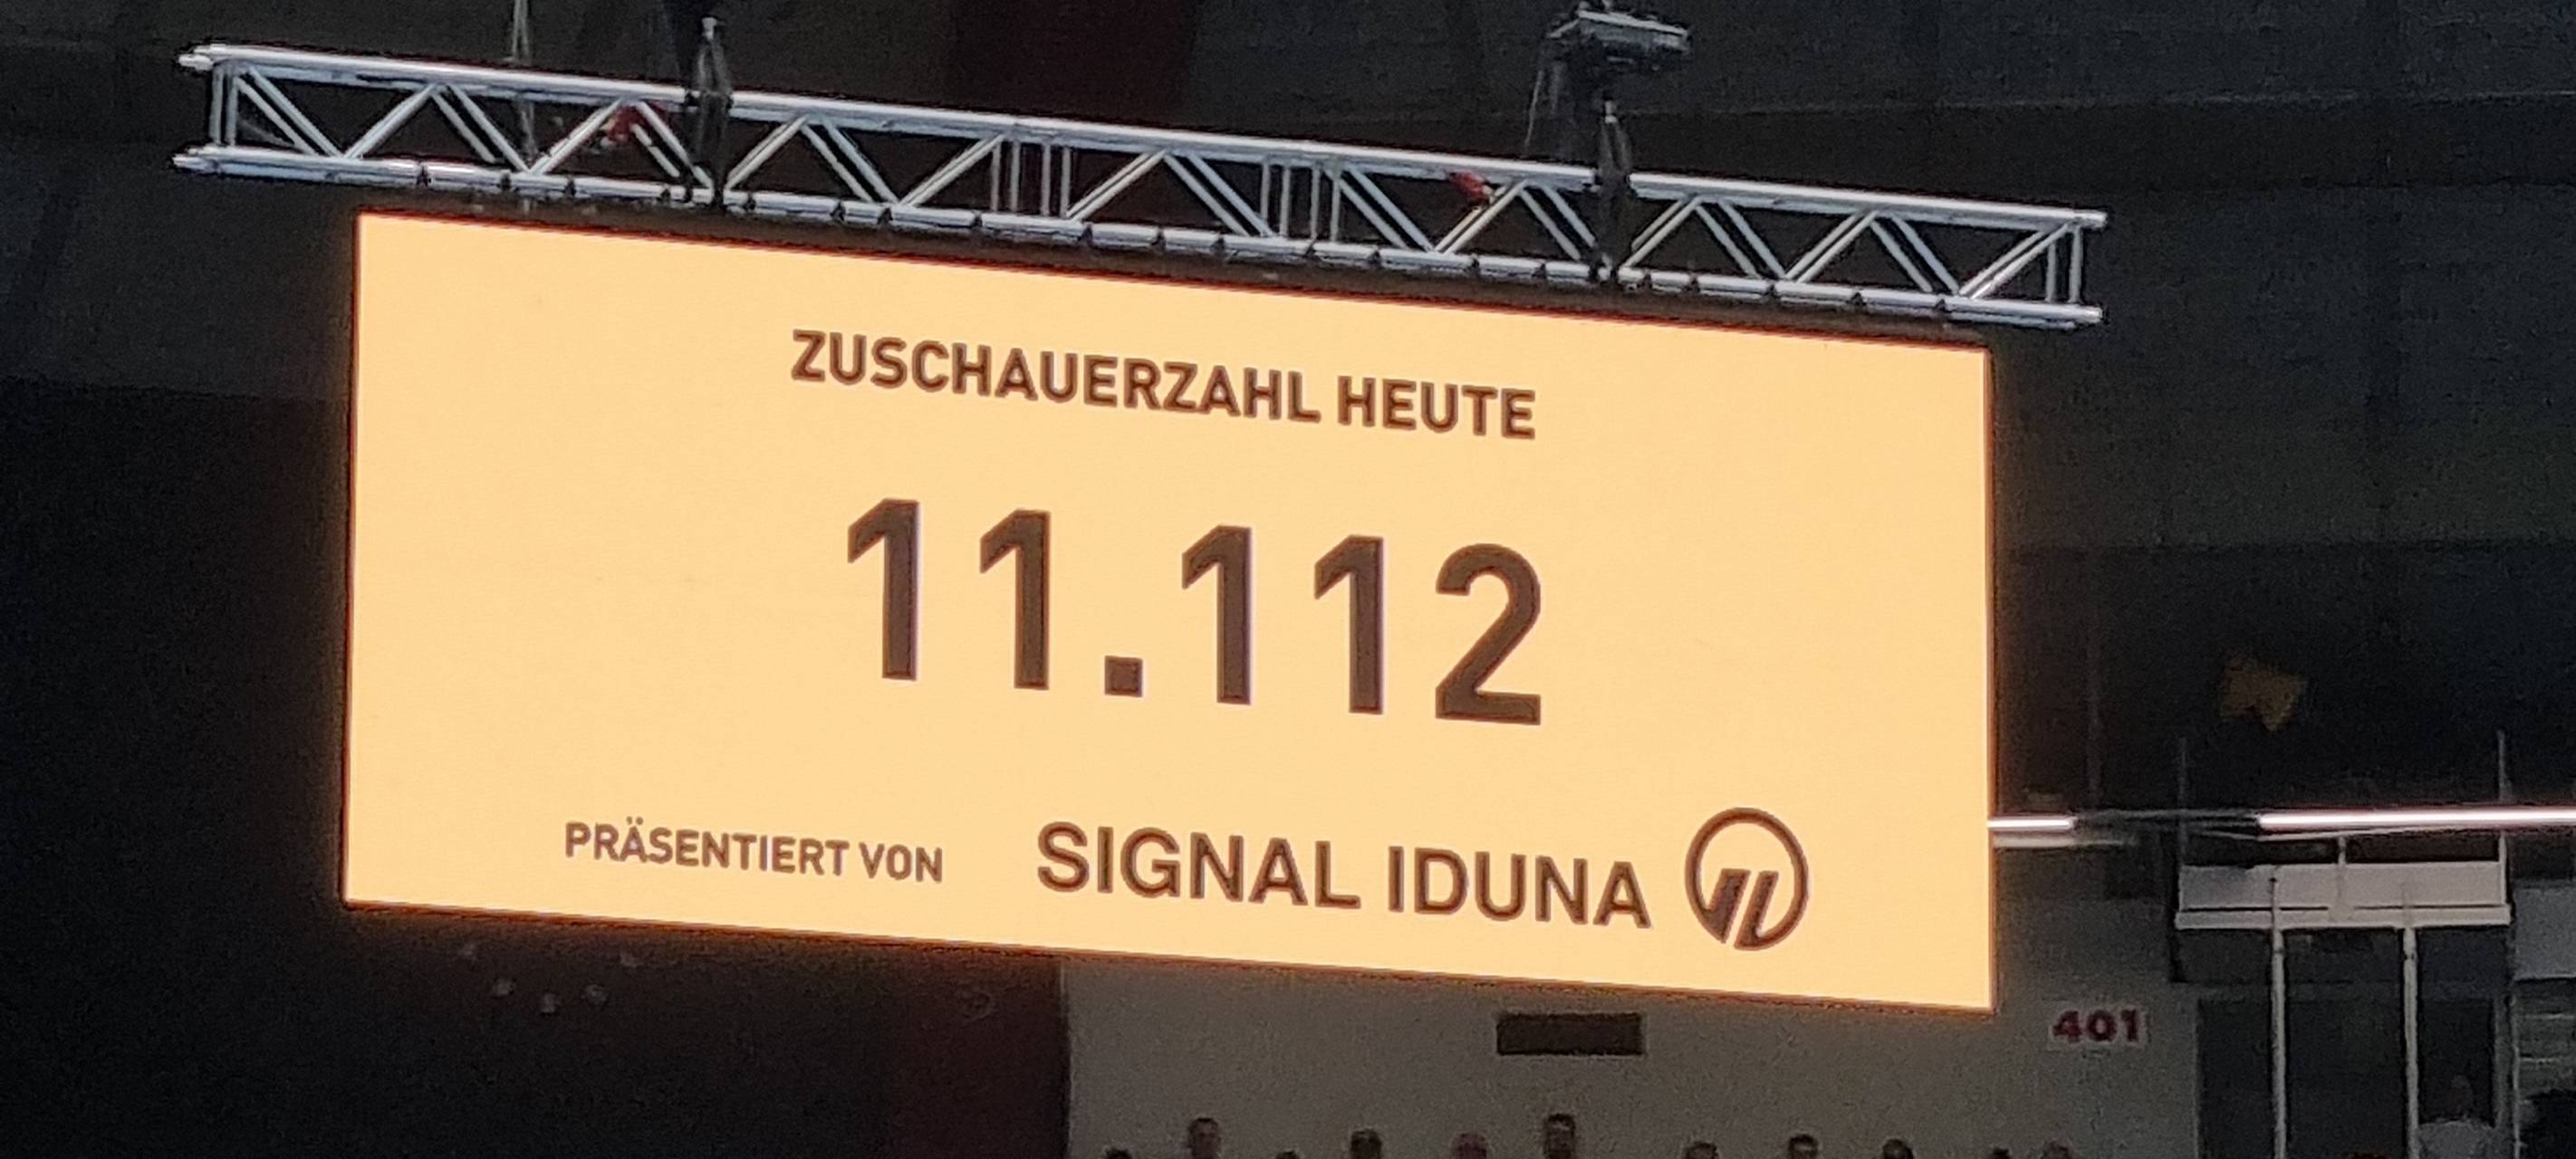 ZUSCHAUERZAHL HEUTE
11.112
PRÄSENTIERT VON SIGNAL IDUNA
401